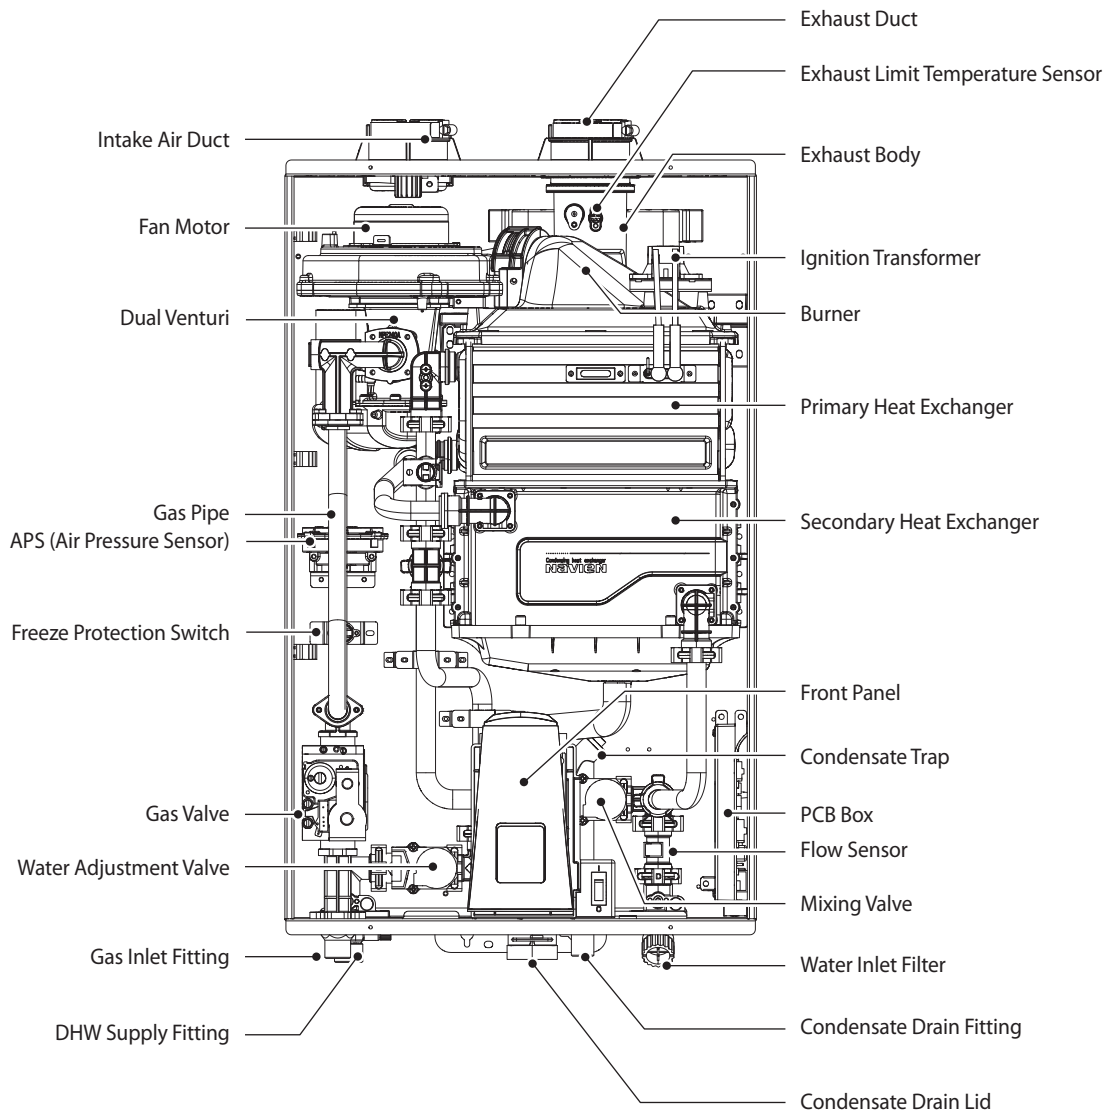 Exhaust Duct
Exhaust Limit Temperature Sensor
Intake Air Duct
Exhaust Body
Fan Motor
Ignition Transformer
Dual Venturi
Burner
Primary Heat Exchanger
Gas Pipe
Secondary Heat Exchanger
APS (Air Pressure Sensor)
Condensing heat exchanger
NAVIEN
Freeze Protection Switch
Front Panel
Condensate Trap
Gas Valve
PCB Box
Flow Sensor
Water Adjustment Valve
Mixing Valve
Gas Inlet Fitting
Water Inlet Filter
DHW Supply Fitting
Condensate Drain Fitting
Condensate Drain Lid